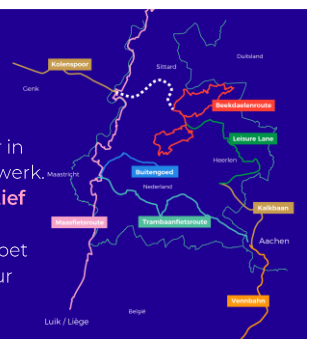 Kolenspoor
Sittard
Duitsland
Genk
Beekdaelenroute
r in
Leisure Lane
werk.
Maastricht
Buitengoed
Heerlen
Nederland
ief
Kalkbaan
Maasfietsroute
Trambaanfietsroute
oet
Aachen
ur
Vennbahn
België
Luik / Liège